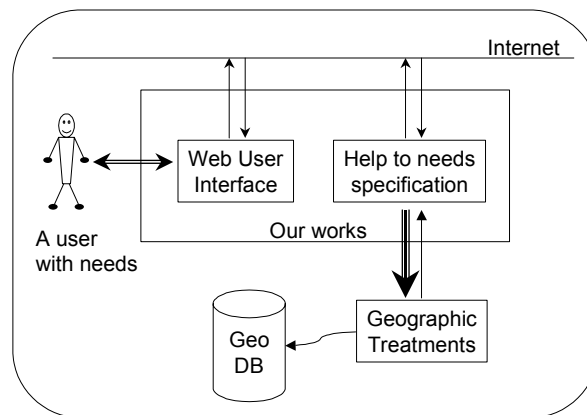 Internet
Web User
Interface
Help to needs
specification
Our works
A user
with needs
Geo
DB
Geographic
Treatments